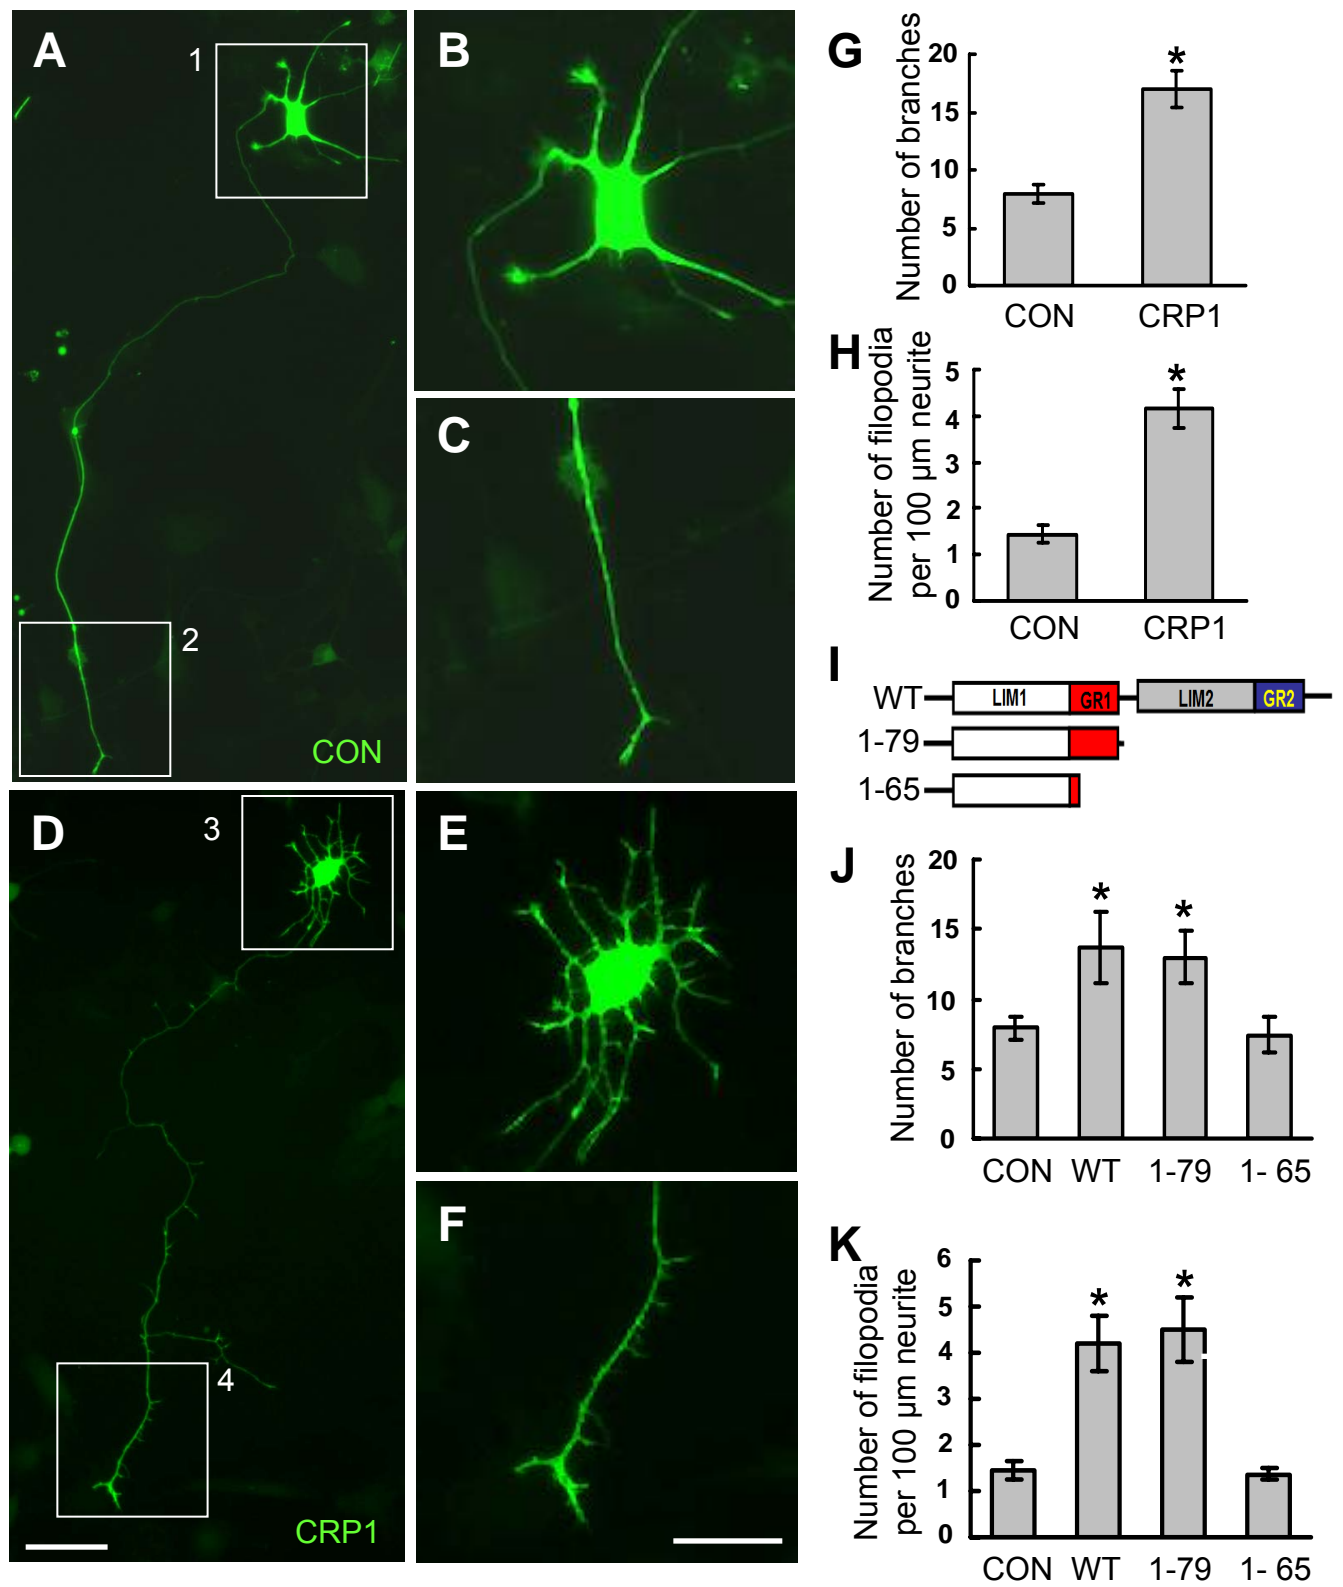 A
1
2
CON
B
C
D
3
4
CRP1
E
F
G
Number of branches
20
15
10
5
0
*
CON CRP1
H
Number of filopodia
per 100 µm neurite
5
4
3
2
1
0
*
CON CRP1
I
WT LIM1 GR1 LIM2 GR2
1-79
1-65
J
Number of branches
20
15
10
5
0
* *
CON WT 1-79 1- 65
K
Number of filopodia
per 100 µm neurite
6
5
4
3
2
1
0
* *
CON WT 1-79 1- 65